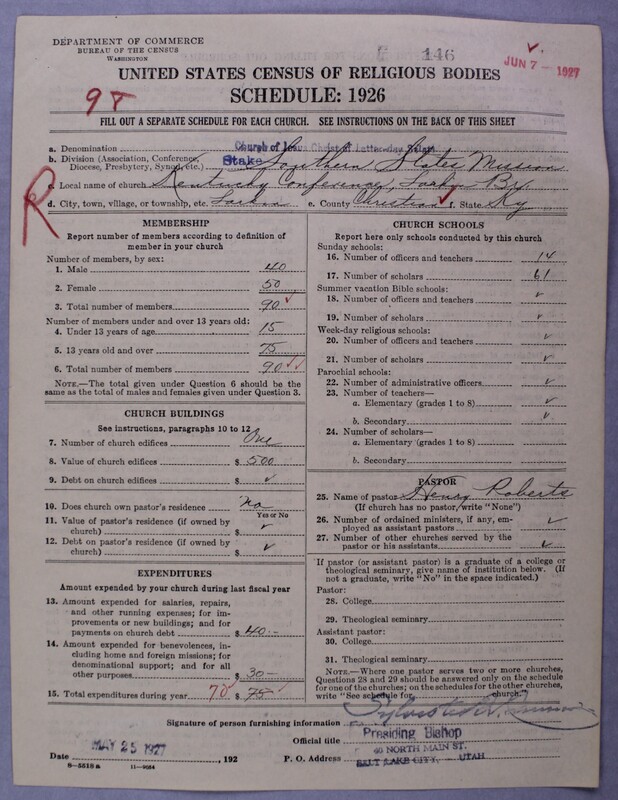 DEPARTMENT OF COMMERCE
BUREAU OF THE CENSUS
WASHINGTON
146
JUN 7 - 1927
UNITED STATES CENSUS OF RELIGIOUS BODIES
SCHEDULE: 1926
98
FILL OUT A SEPARATE SCHEDULE FOR EACH CHURCH. SEE INSTRUCTIONS ON THE BACK OF THIS SHEET
a. Denomination Church of Jesus Christ of Latter-day Saints
b. Division (Association, Conference, Diocese, Presbytery, Synod, etc.) Stake Southern States Mission
c. Local name of church Kentucky Conference, Br.
d. City, town, village, or township, etc. e. County Christian f. State Ky
R
MEMBERSHIP
Report number of members according to definition of member in your church
Number of members, by sex:
1. Male 40
2. Female 50
3. Total number of members 90
Number of members under and over 13 years old:
4. Under 13 years of age 15
5. 13 years old and over 75
6. Total number of members 90
NOTE.—The total given under Question 6 should be the same as the total of males and females given under Question 3.
CHURCH BUILDINGS
See instructions, paragraphs 10 to 12
7. Number of church edifices One
8. Value of church edifices $ 500
9. Debt on church edifices $ ✓
10. Does church own pastor's residence No
Yes or No
11. Value of pastor's residence (if owned by church) $ ✓
12. Debt on pastor's residence (if owned by church) $ ✓
EXPENDITURES
Amount expended by your church during last fiscal year
13. Amount expended for salaries, repairs, and other running expenses; for improvements or new buildings; and for payments on church debt $ 40.-
14. Amount expended for benevolences, including home and foreign missions; for denominational support; and for all other purposes $ 30-
15. Total expenditures during year 70 $ 75
CHURCH SCHOOLS
Report here only schools conducted by this church
Sunday schools:
16. Number of officers and teachers 14
17. Number of scholars 61
Summer vacation Bible schools:
18. Number of officers and teachers ✓
19. Number of scholars ✓
Week-day religious schools:
20. Number of officers and teachers ✓
21. Number of scholars ✓
Parochial schools:
22. Number of administrative officers ✓
23. Number of teachers—
a. Elementary (grades 1 to 8) ✓
b. Secondary ✓
24. Number of scholars—
a. Elementary (grades 1 to 8)
b. Secondary
PASTOR
25. Name of pastor Henry Roberts
(If church has no pastor, write "None")
26. Number of ordained ministers, if any, employed as assistant pastors ✓
27. Number of other churches served by the pastor or his assistants ✓
If pastor (or assistant pastor) is a graduate of a college or theological seminary, give name of institution below. (If not a graduate, write "No" in the space indicated.)
Pastor:
28. College
29. Theological seminary
Assistant pastor:
30. College
31. Theological seminary
NOTE.—Where one pastor serves two or more churches, Questions 28 and 29 should be answered only on the schedule for one of the churches; on the schedules for the other churches, write "See schedule for church."
Signature of person furnishing information
Official title Presiding Bishop
Date MAY 25 1927, 192 P. O. Address 40 NORTH MAIN ST.
SALT LAKE CITY, - UTAH
8—5518 a 11—9054